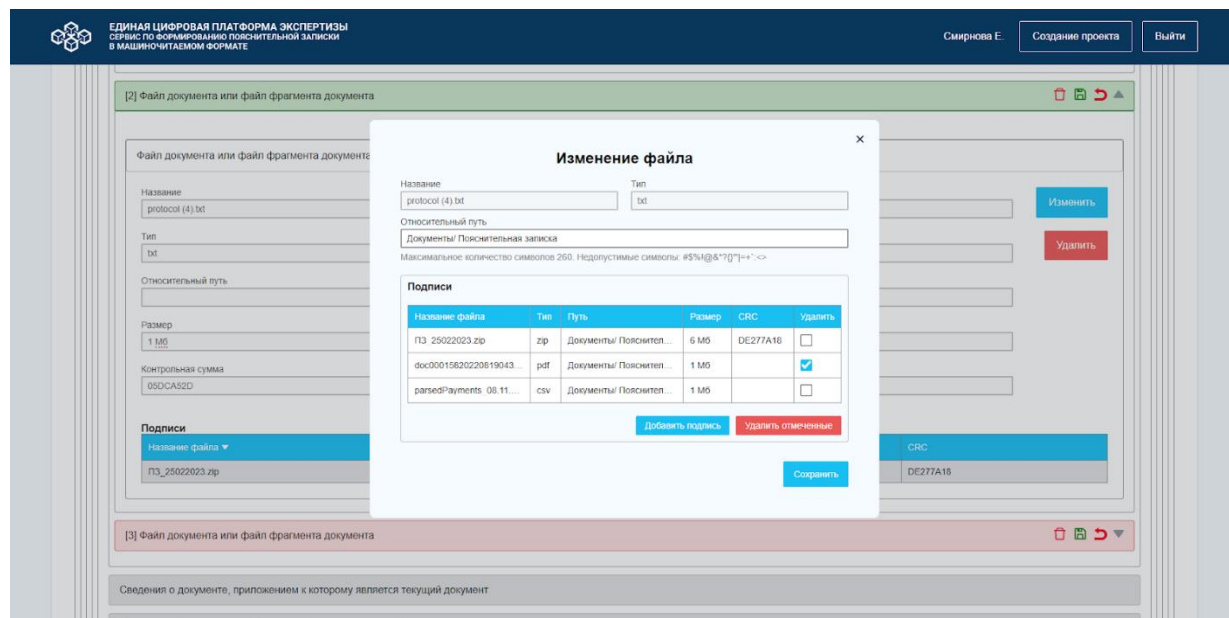 ЕДИНАЯ ЦИФРОВАЯ ПЛАТФОРМА ЭКСПЕРТИЗЫ
СЕРВИС ПО ФОРМИРОВАНИЮ ПОЯСНИТЕЛЬНОЙ ЗАПИСКИ
В МАШИНОЧИТАЕМОМ ФОРМАТЕ
Смирнова Е.
Создание проекта
Выйти
[2] Файл документа или файл фрагмента документа
Файл документа или файл фрагмента документа
Название
protocol (4).txt
Тип
txt
Относительный путь
Размер
1 Мб
Контрольная сумма
05DCA52D
Изменить
Удалить
Подписи
Название файла
CRC
ПЗ_25022023.zip
DE277A18
Изменение файла
Название
Тип
protocol (4).txt
txt
Относительный путь
Документы/ Пояснительная записка
Максимальное количество символов 260. Недопустимые символы:
Подписи
Название файла Тип Путь Размер CRC Удалить
ПЗ_25022023.zip zip Документы/ Пояснител... 6 Мб DE277A18
doc00015620220819043... pdf Документы/ Пояснител... 1 Мб
parsedPayments_08.11.... csv Документы/ Пояснител... 1 Мб
Добавить подпись
Удалить отмеченные
Сохранить
[3] Файл документа или файл фрагмента документа
Сведения о документе, приложением к которому является текущий документ